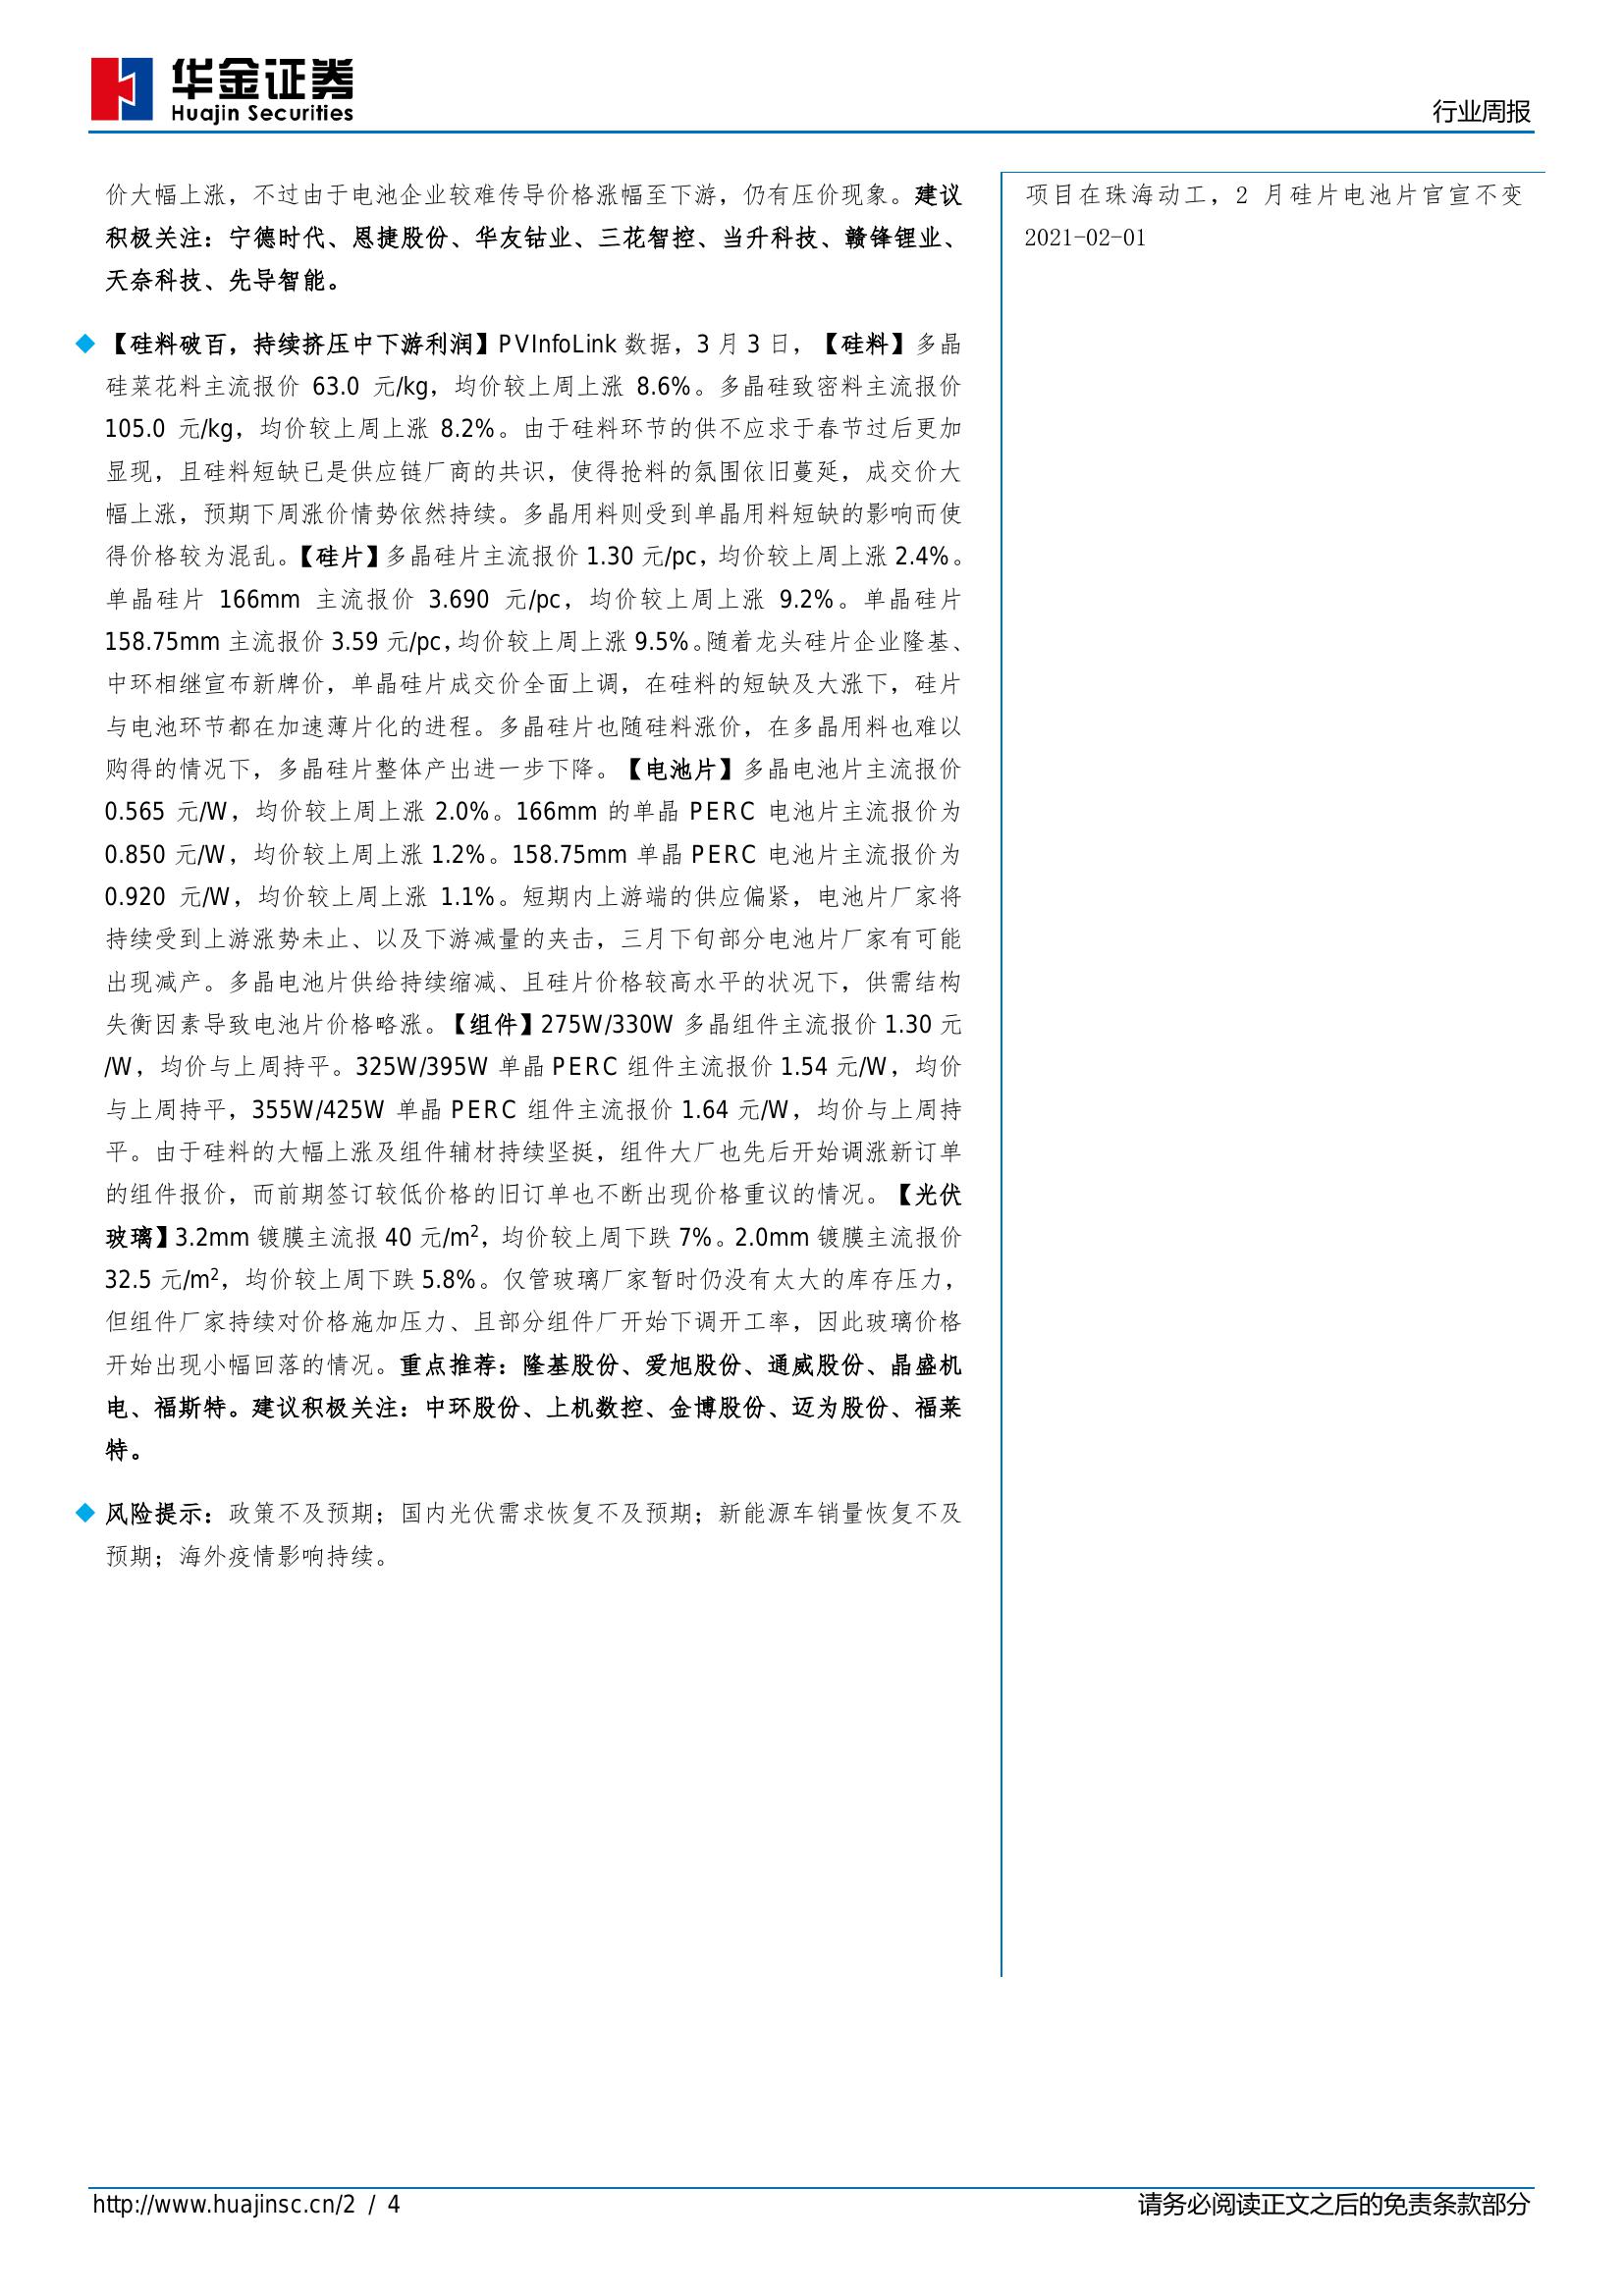 华金证券
Huajin Securities
行业周报
价大幅上涨，不过由于电池企业较难传导价格涨幅至下游，仍有压价现象。建议
积极关注：宁德时代、恩捷股份、华友钴业、三花智控、当升科技、赣锋锂业、
天奈科技、先导智能。
【硅料破百，持续挤压中下游利润】PVInfoLink 数据，3 月 3 日，【硅料】多晶
硅菜花料主流报价 63.0 元/kg，均价较上周上涨 8.6%。多晶硅致密料主流报价
105.0 元/kg，均价较上周上涨 8.2%。由于硅料环节的供不应求于春节过后更加
显现，且硅料短缺已是供应链厂商的共识，使得抢料的氛围依旧蔓延，成交价大
幅上涨，预期下周涨价情势依然持续。多晶用料则受到单晶用料短缺的影响而使
得价格较为混乱。【硅片】多晶硅片主流报价 1.30 元/pc，均价较上周上涨 2.4%。
单晶硅片 166mm 主流报价 3.690 元/pc，均价较上周上涨 9.2%。单晶硅片
158.75mm 主流报价 3.59 元/pc，均价较上周上涨 9.5%。随着龙头硅片企业隆基、
中环相继宣布新牌价，单晶硅片成交价全面上调，在硅料的短缺及大涨下，硅片
与电池环节都在加速薄片化的进程。多晶硅片也随硅料涨价，在多晶用料也难以
购得的情况下，多晶硅片整体产出进一步下降。【电池片】多晶电池片主流报价
0.565 元/W，均价较上周上涨 2.0%。166mm 的单晶 PERC 电池片主流报价为
0.850 元/W，均价较上周上涨 1.2%。158.75mm 单晶 PERC 电池片主流报价为
0.920 元/W，均价较上周上涨 1.1%。短期内上游端的供应偏紧，电池片厂家将
持续受到上游涨势未止、以及下游减量的夹击，三月下旬部分电池片厂家有可能
出现减产。多晶电池片供给持续缩减、且硅片价格较高水平的状况下，供需结构
失衡因素导致电池片价格略涨。【组件】275W/330W 多晶组件主流报价 1.30 元
/W，均价与上周持平。325W/395W 单晶 PERC 组件主流报价 1.54 元/W，均价
与上周持平，355W/425W 单晶 PERC 组件主流报价 1.64 元/W，均价与上周持
平。由于硅料的大幅上涨及组件辅材持续坚挺，组件大厂也先后开始调涨新订单
的组件报价，而前期签订较低价格的旧订单也不断出现价格重议的情况。【光伏
玻璃】3.2mm 镀膜主流报 40 元/m²，均价较上周下跌 7%。2.0mm 镀膜主流报价
32.5 元/m²，均价较上周下跌 5.8%。仅管玻璃厂家暂时仍没有太大的库存压力，
但组件厂家持续对价格施加压力、且部分组件厂开始下调开工率，因此玻璃价格
开始出现小幅回落的情况。重点推荐：隆基股份、爱旭股份、通威股份、晶盛机
电、福斯特。建议积极关注：中环股份、上机数控、金博股份、迈为股份、福莱
特。
风险提示：政策不及预期；国内光伏需求恢复不及预期；新能源车销量恢复不及
预期；海外疫情影响持续。
项目在珠海动工，2 月硅片电池片官宣不变
2021-02-01
http://www.huajinsc.cn/2 / 4
请务必阅读正文之后的免责条款部分